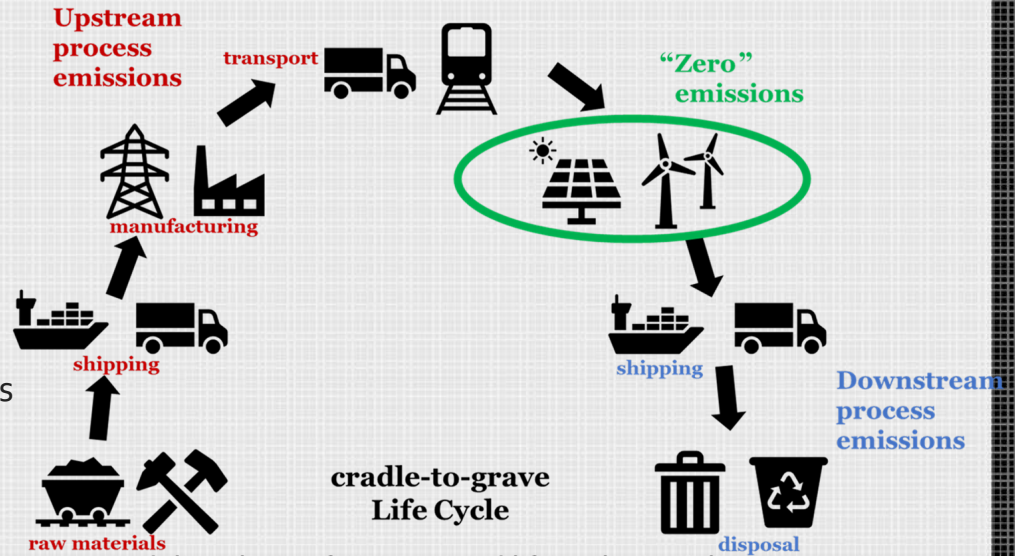 Upstream
process
emissions
transport
"Zero"
emissions
manufacturing
shipping
s
shipping
Downstream
process
emissions
cradle-to-grave
Life Cycle
raw materials
disposal